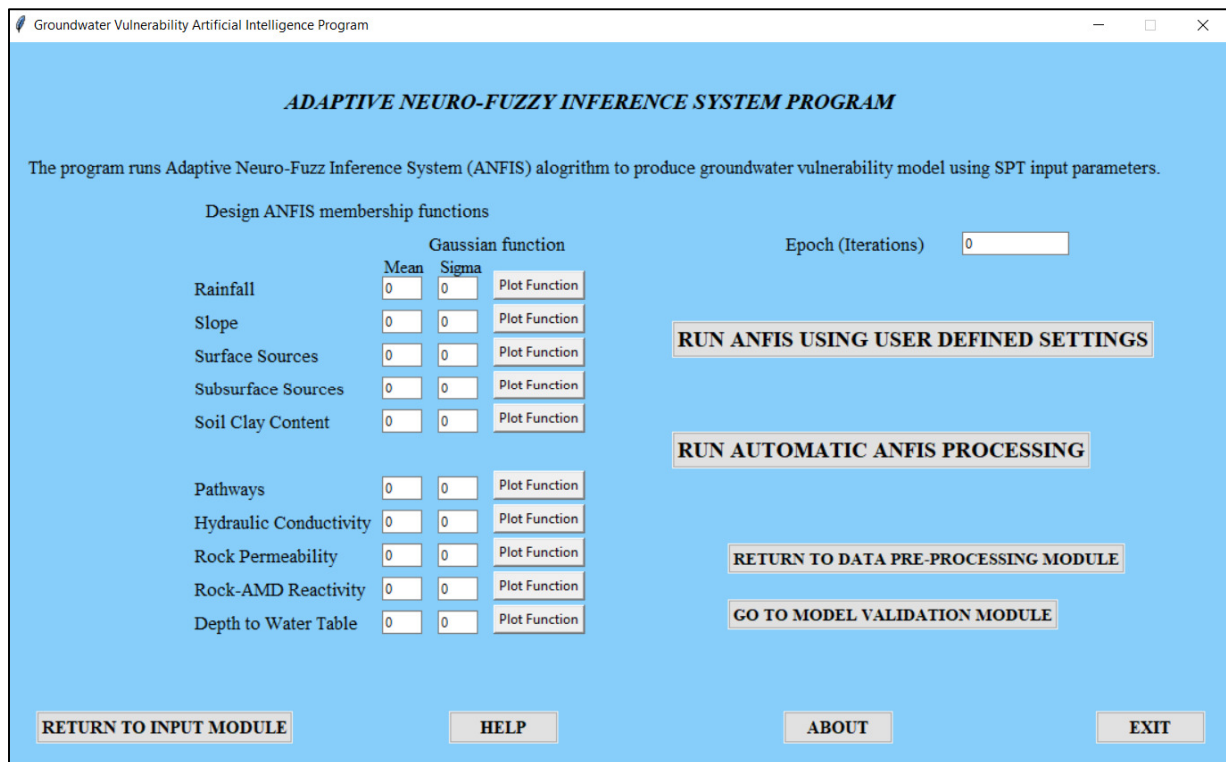 Groundwater Vulnerability Artificial Intelligence Program
ADAPTIVE NEURO-FUZZY INFERENCE SYSTEM PROGRAM
The program runs Adaptive Neuro-Fuzz Inference System (ANFIS) alogrithm to produce groundwater vulnerability model using SPT input parameters.
Design ANFIS membership functions
Gaussian function
Mean Sigma
Rainfall 0 0 Plot Function
Slope 0 0 Plot Function
Surface Sources 0 0 Plot Function
Subsurface Sources 0 0 Plot Function
Soil Clay Content 0 0 Plot Function
Pathways 0 0 Plot Function
Hydraulic Conductivity 0 0 Plot Function
Rock Permeability 0 0 Plot Function
Rock-AMD Reactivity 0 0 Plot Function
Depth to Water Table 0 0 Plot Function
Epoch (Iterations) 0
RUN ANFIS USING USER DEFINED SETTINGS
RUN AUTOMATIC ANFIS PROCESSING
RETURN TO DATA PRE-PROCESSING MODULE
GO TO MODEL VALIDATION MODULE
RETURN TO INPUT MODULE
HELP
ABOUT
EXIT